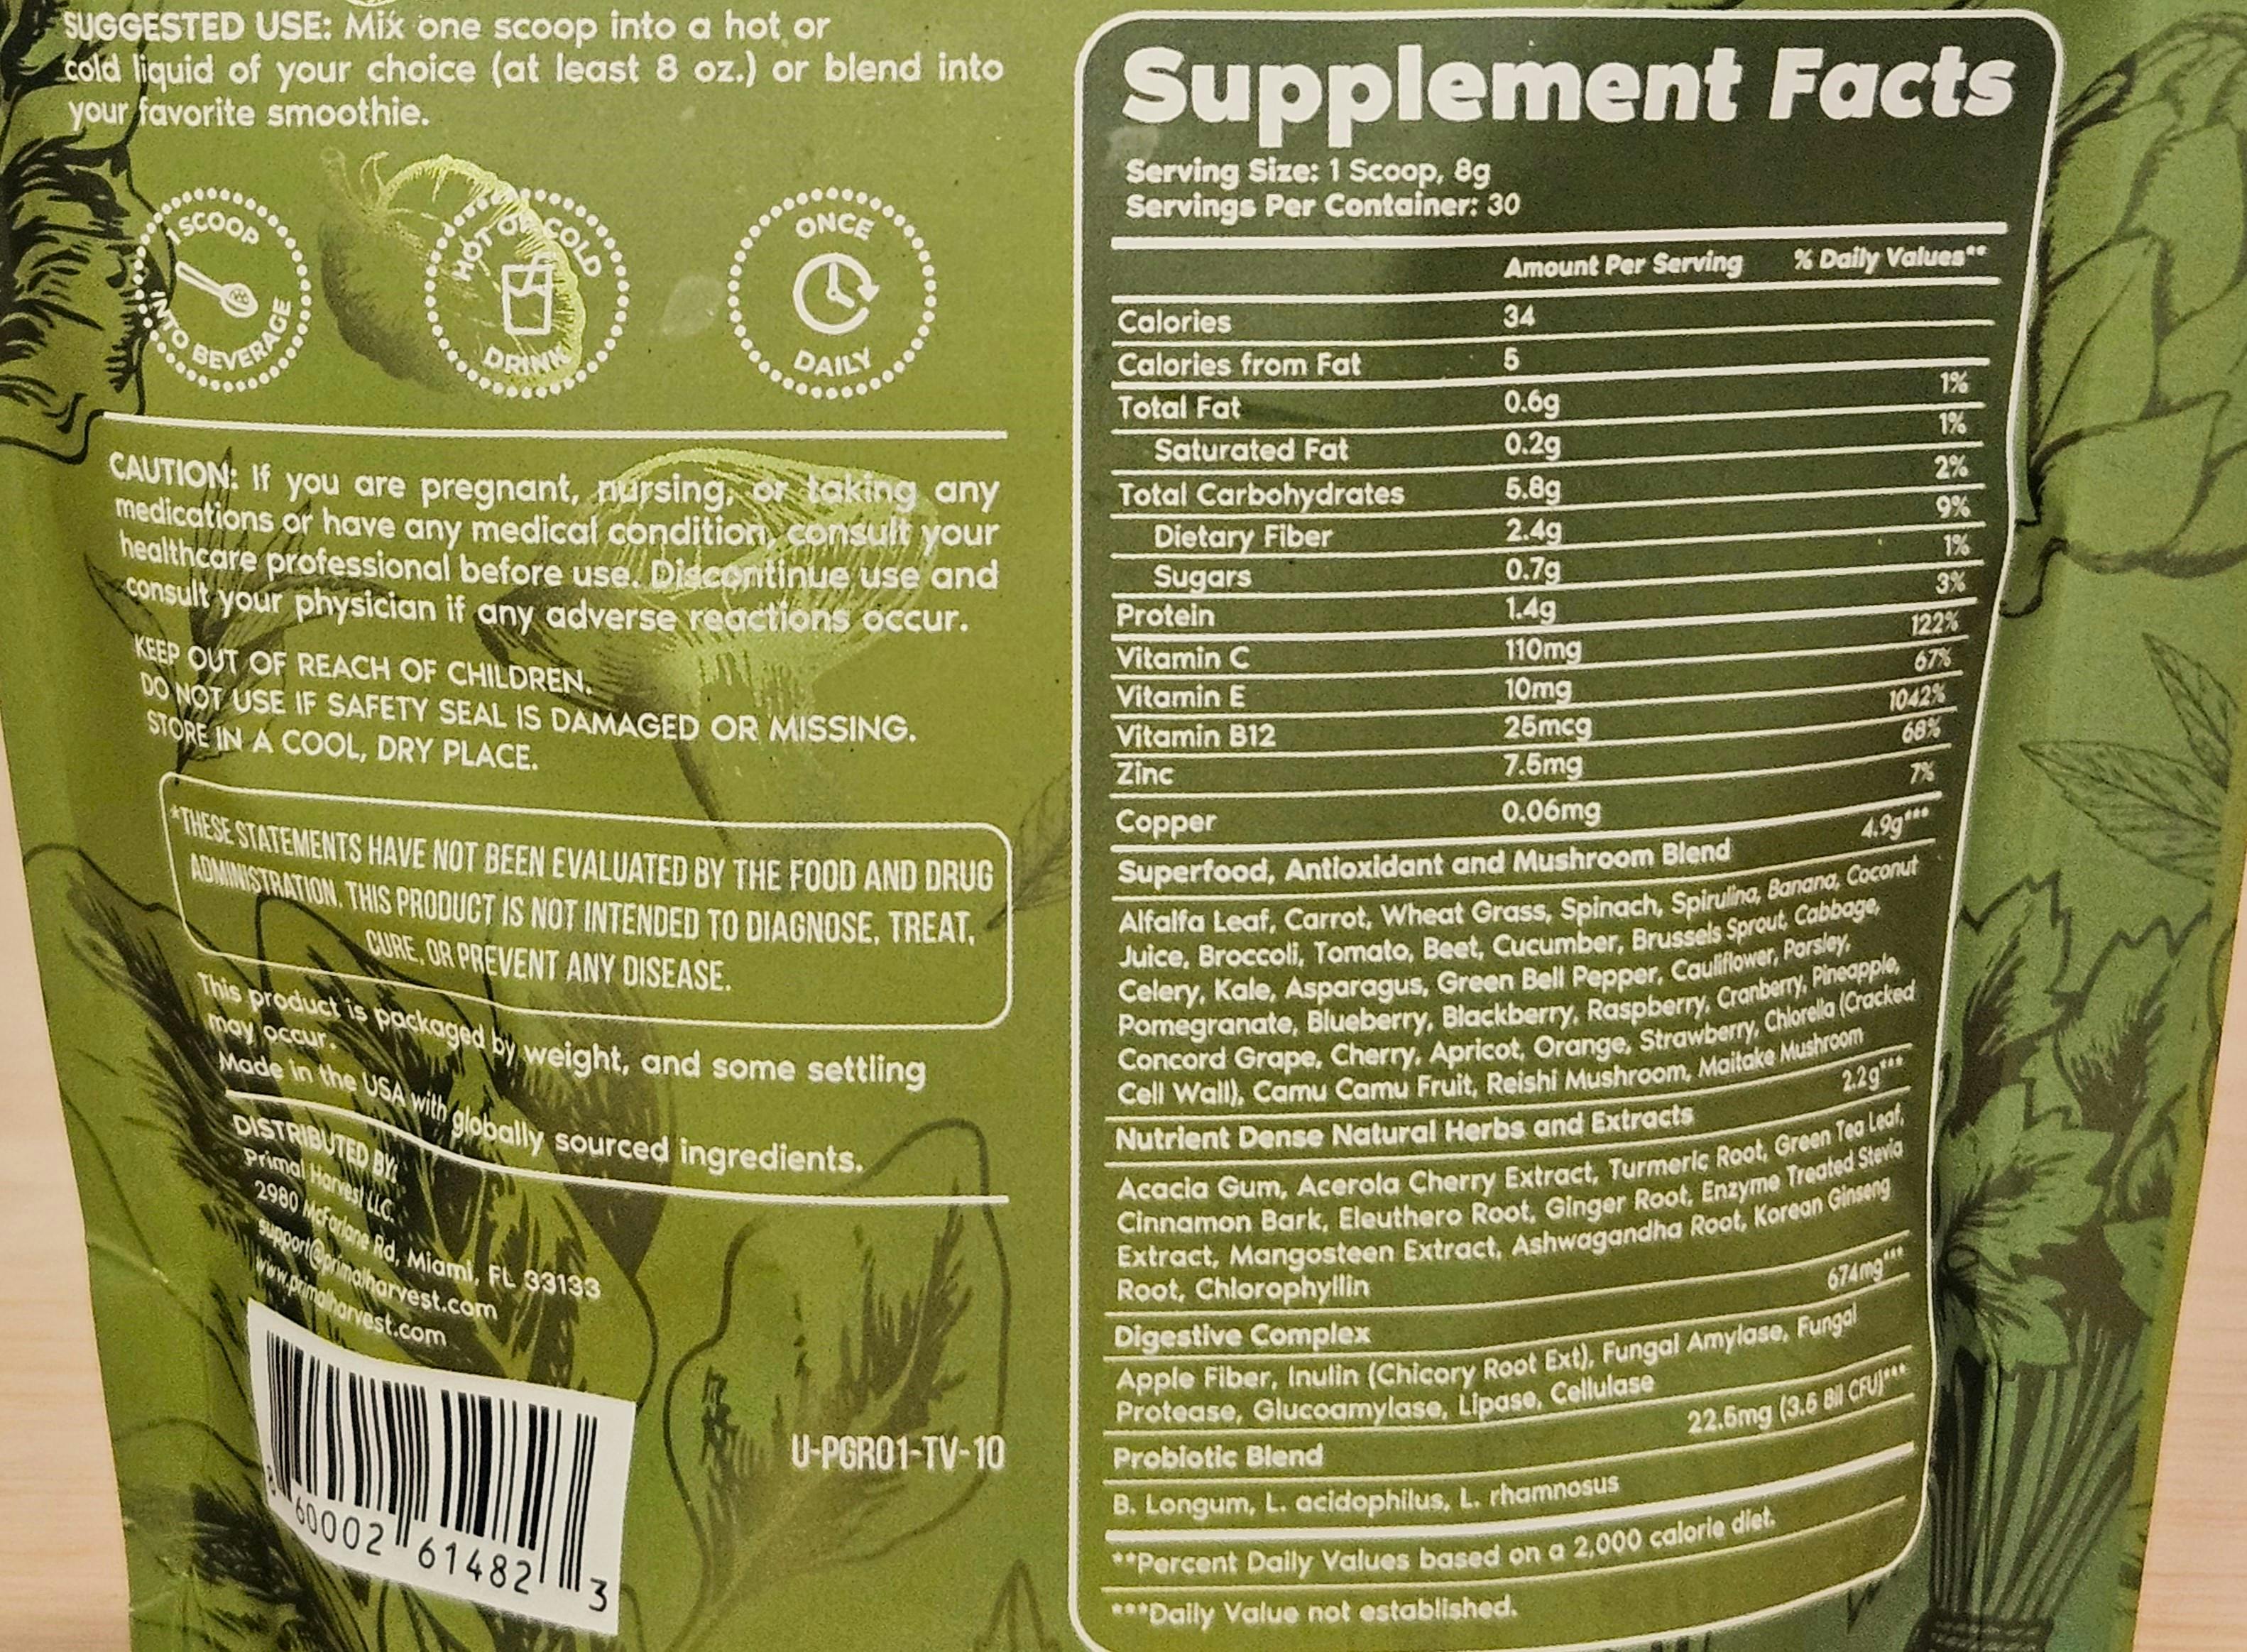 SUGGESTED USE: Mix one scoop into a hot or
cold liquid of your choice (at least 8 oz.) or blend into
your favorite smoothie.
1 SCOOP
INTO BEVERAGE
HOT OR COLD
DRINK
ONCE
DAILY
CAUTION: If you are pregnant, nursing, or taking any
medications or have any medical condition, consult your
healthcare professional before use. Discontinue use and
consult your physician if any adverse reactions occur.
KEEP OUT OF REACH OF CHILDREN.
DO NOT USE IF SAFETY SEAL IS DAMAGED OR MISSING.
STORE IN A COOL, DRY PLACE.
*THESE STATEMENTS HAVE NOT BEEN EVALUATED BY THE FOOD AND DRUG
ADMINISTRATION. THIS PRODUCT IS NOT INTENDED TO DIAGNOSE, TREAT,
CURE, OR PREVENT ANY DISEASE.
This product is packaged by weight, and some settling
may occur.
Made in the USA with globally sourced ingredients.
DISTRIBUTED BY:
Primal Harvest LLC.
2980 McFarlane Rd, Miami, FL 33133
support@primalharvest.com
www.primalharvest.com
8 60002 61482 3
U-PGR01-TV-10
Supplement Facts
Serving Size: 1 Scoop, 8g
Servings Per Container: 30
Amount Per Serving % Daily Values**
Calories 34
Calories from Fat 5
Total Fat 0.6g 1%
Saturated Fat 0.2g 1%
Total Carbohydrates 5.8g 2%
Dietary Fiber 2.4g 9%
Sugars 0.7g 1%
Protein 1.4g 3%
Vitamin C 110mg 122%
Vitamin E 10mg 67%
Vitamin B12 25mcg 1042%
Zinc 7.5mg 68%
Copper 0.06mg 7%
Superfood, Antioxidant and Mushroom Blend 4.9g***
Alfalfa Leaf, Carrot, Wheat Grass, Spinach, Spirulina, Banana, Coconut
Juice, Broccoli, Tomato, Beet, Cucumber, Brussels Sprout, Cabbage,
Celery, Kale, Asparagus, Green Bell Pepper, Cauliflower, Parsley,
Pomegranate, Blueberry, Blackberry, Raspberry, Cranberry, Pineapple,
Concord Grape, Cherry, Apricot, Orange, Strawberry, Chlorella (Cracked
Cell Wall), Camu Camu Fruit, Reishi Mushroom, Maitake Mushroom
Nutrient Dense Natural Herbs and Extracts 2.2g***
Acacia Gum, Acerola Cherry Extract, Turmeric Root, Green Tea Leaf,
Cinnamon Bark, Eleuthero Root, Ginger Root, Enzyme Treated Stevia
Extract, Mangosteen Extract, Ashwagandha Root, Korean Ginseng
Root, Chlorophyllin
Digestive Complex 674mg***
Apple Fiber, Inulin (Chicory Root Ext), Fungal Amylase, Fungal
Protease, Glucoamylase, Lipase, Cellulase
Probiotic Blend 22.5mg (3.5 Bil CFU)***
B. Longum, L. acidophilus, L. rhamnosus
**Percent Daily Values based on a 2,000 calorie diet.
***Daily Value not established.